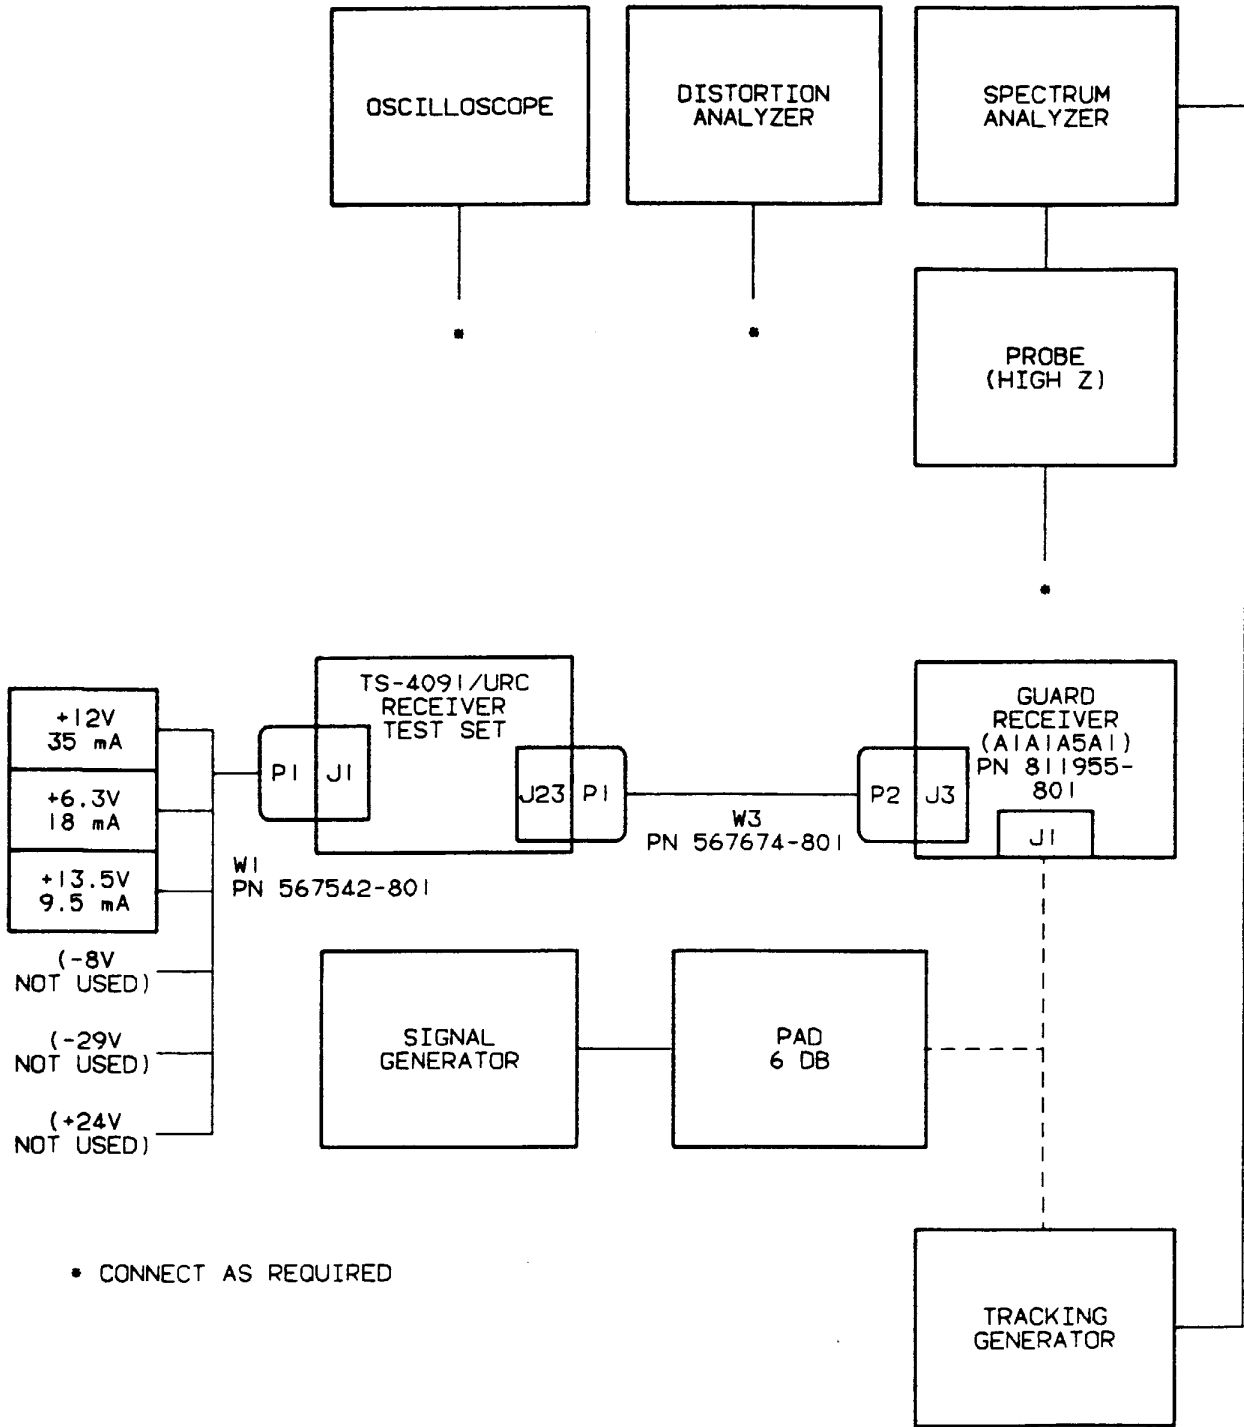 OSCILLOSCOPE
DISTORTION
ANALYZER
SPECTRUM
ANALYZER
PROBE
(HIGH Z)
*
*
*
+12V
35 mA
+6.3V
18 mA
+13.5V
9.5 mA
(-8V
NOT USED)
(-29V
NOT USED)
(+24V
NOT USED)
W1
PN 567542-801
P1
J1
TS-4091/URC
RECEIVER
TEST SET
J23
P1
W3
PN 567674-801
P2
J3
GUARD
RECEIVER
(A1A1A5A1)
PN 811955-
801
J1
SIGNAL
GENERATOR
PAD
6 DB
TRACKING
GENERATOR
* CONNECT AS REQUIRED